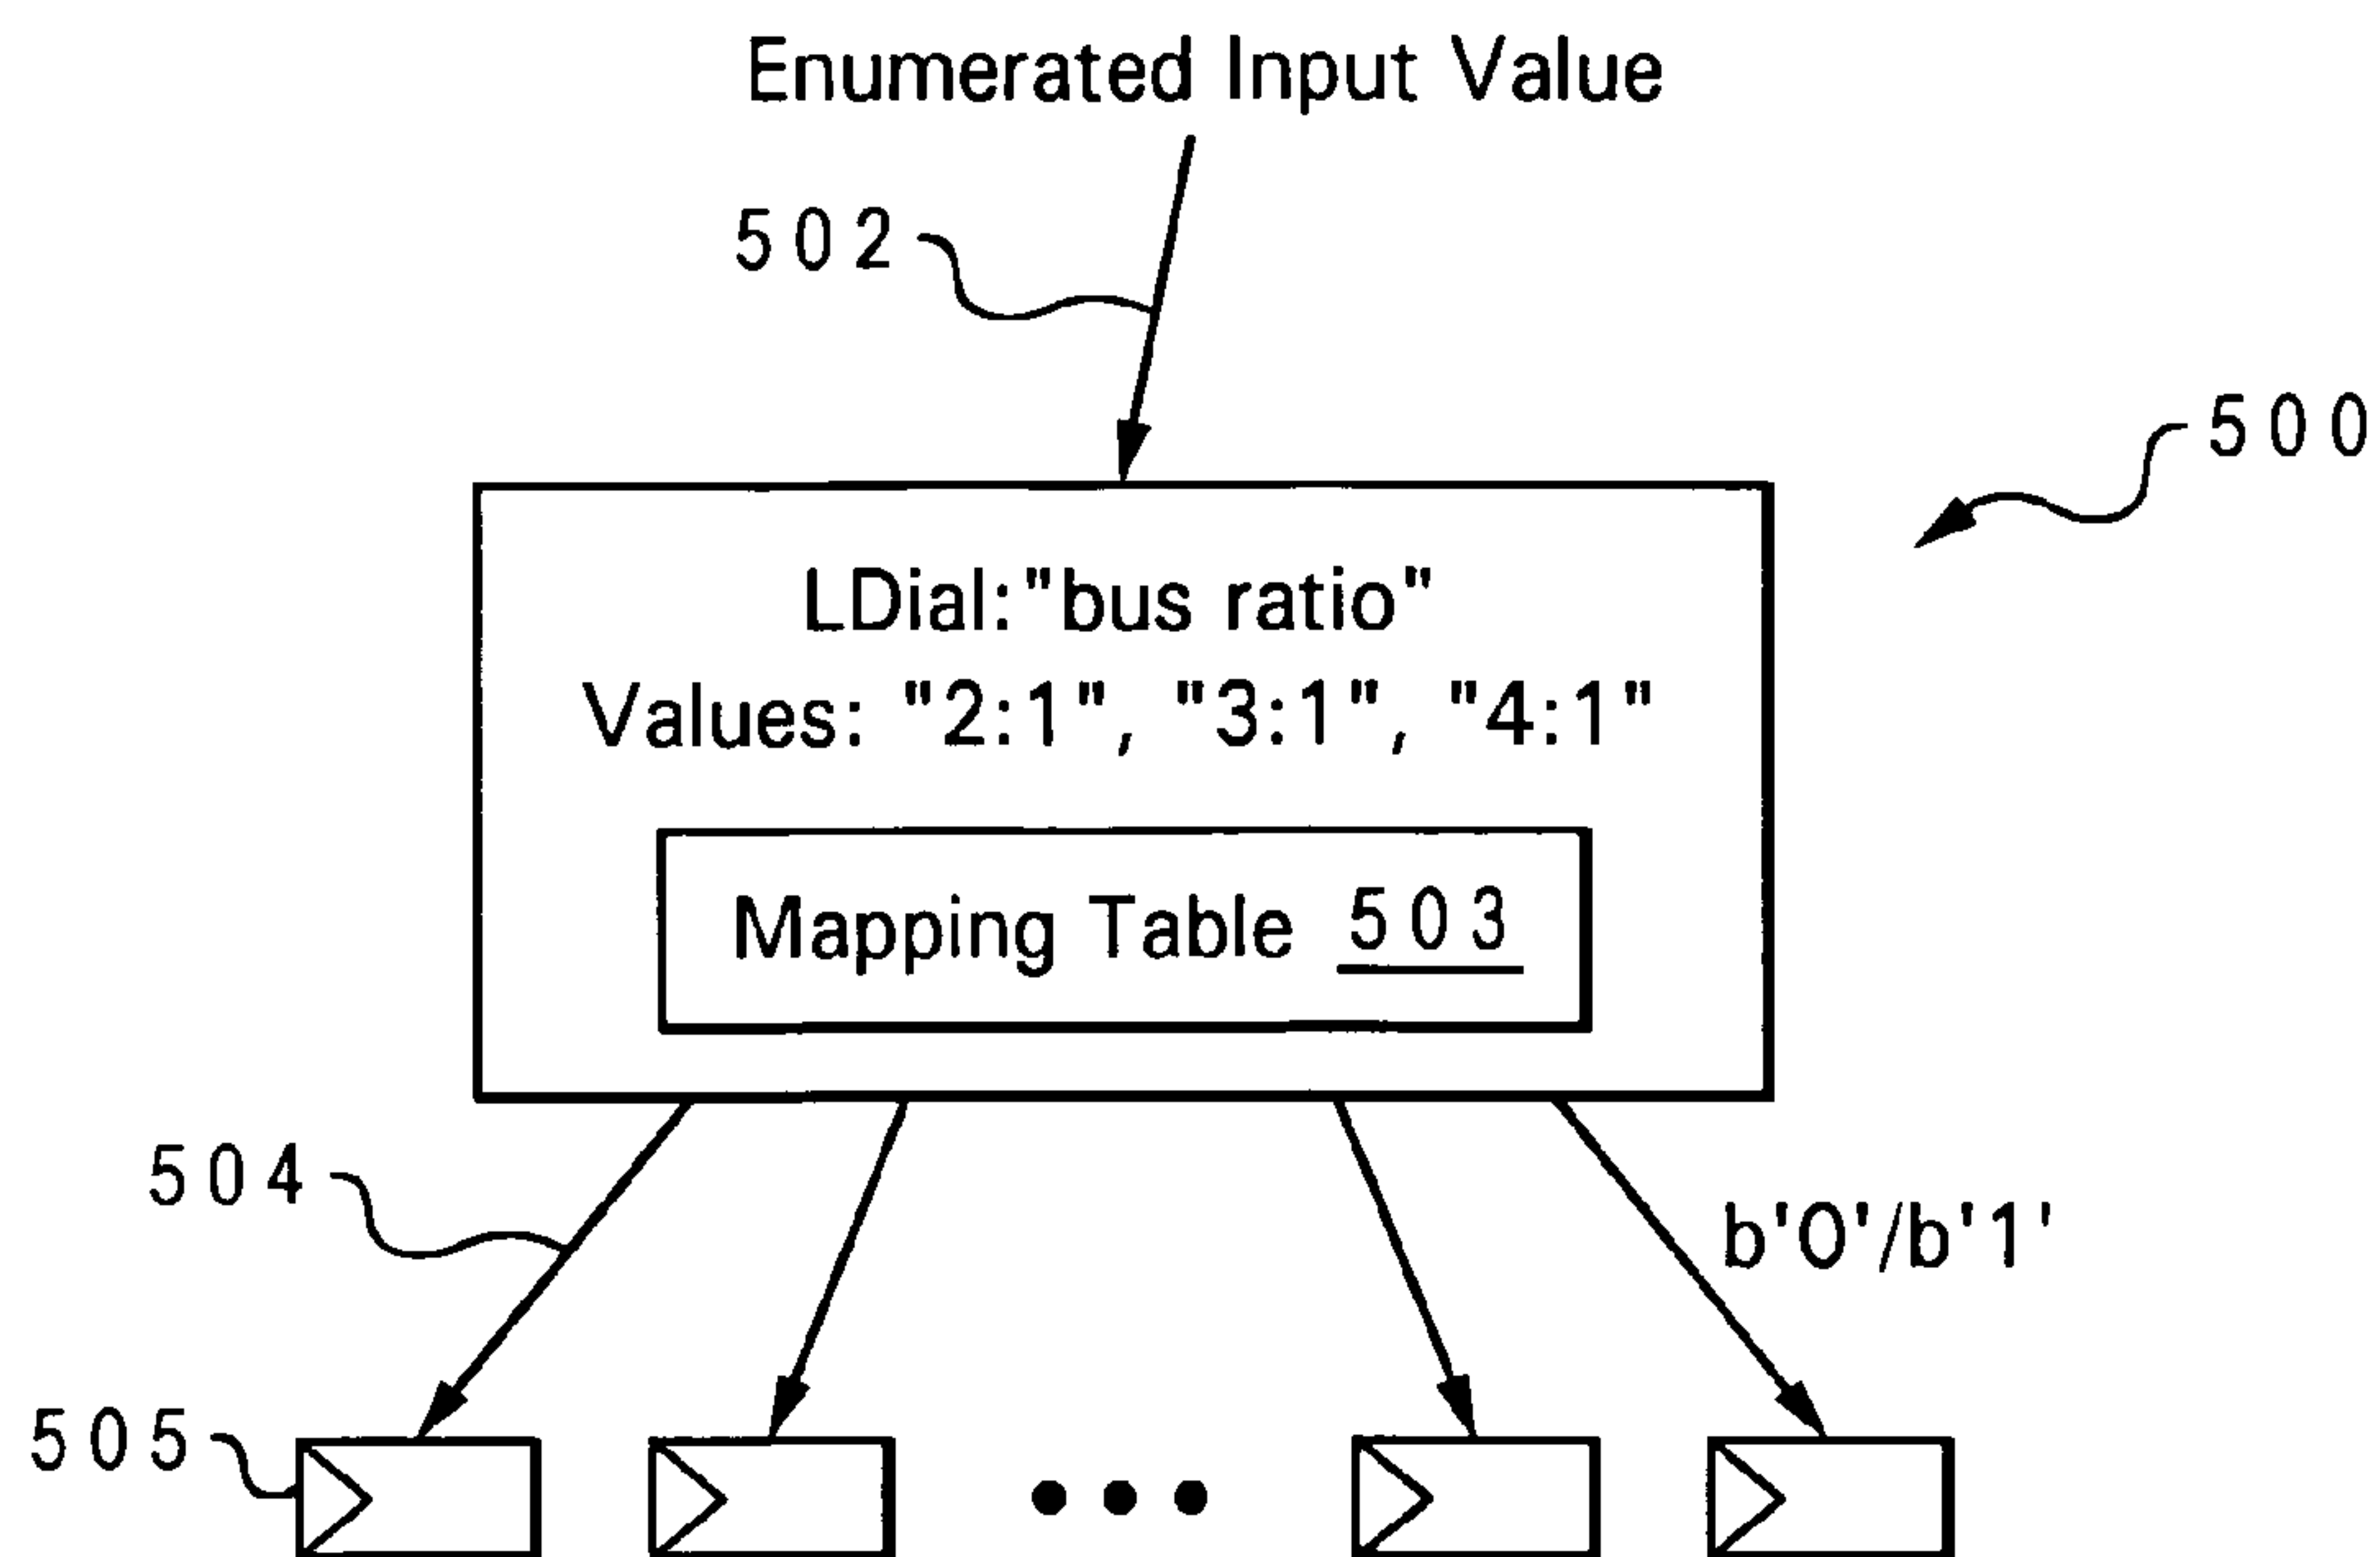 Enumerated Input Value
502
500
LDial:"bus ratio"
Values: "2:1", "3:1", "4:1"
Mapping Table 503
504
b'0'/b'1'
505